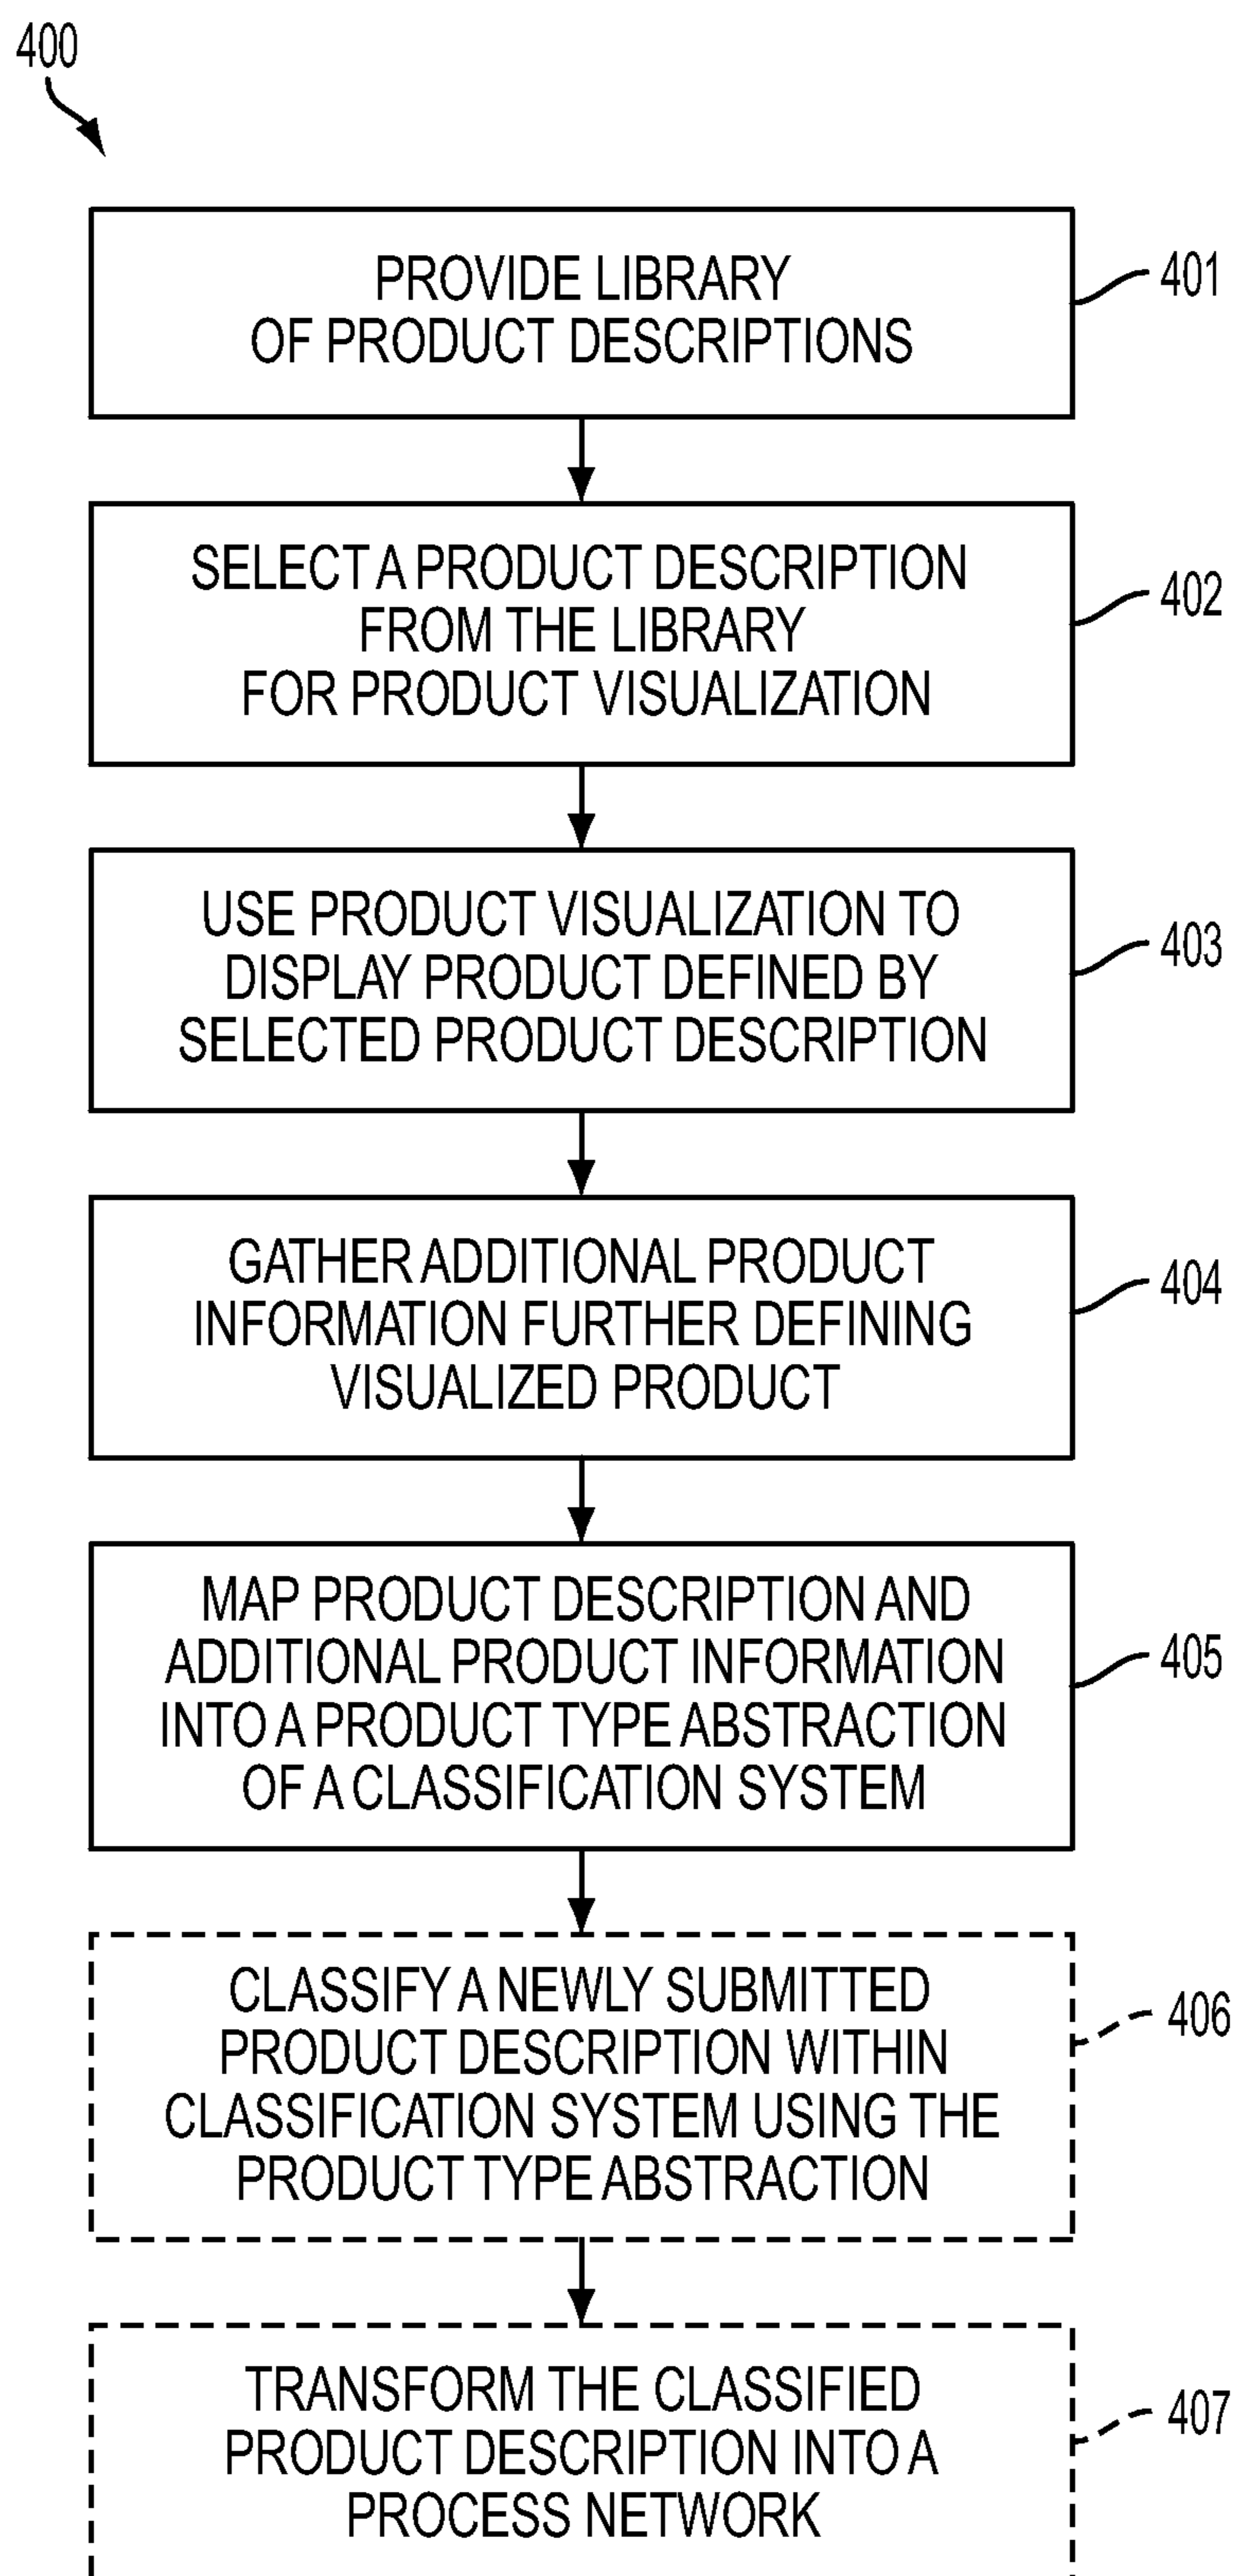 400
PROVIDE LIBRARY
OF PRODUCT DESCRIPTIONS
401
SELECT A PRODUCT DESCRIPTION
FROM THE LIBRARY
FOR PRODUCT VISUALIZATION
402
USE PRODUCT VISUALIZATION TO
DISPLAY PRODUCT DEFINED BY
SELECTED PRODUCT DESCRIPTION
403
GATHER ADDITIONAL PRODUCT
INFORMATION FURTHER DEFINING
VISUALIZED PRODUCT
404
MAP PRODUCT DESCRIPTION AND
ADDITIONAL PRODUCT INFORMATION
INTO A PRODUCT TYPE ABSTRACTION
OF A CLASSIFICATION SYSTEM
405
CLASSIFY A NEWLY SUBMITTED
PRODUCT DESCRIPTION WITHIN
CLASSIFICATION SYSTEM USING THE
PRODUCT TYPE ABSTRACTION
406
TRANSFORM THE CLASSIFIED
PRODUCT DESCRIPTION INTO A
PROCESS NETWORK
407